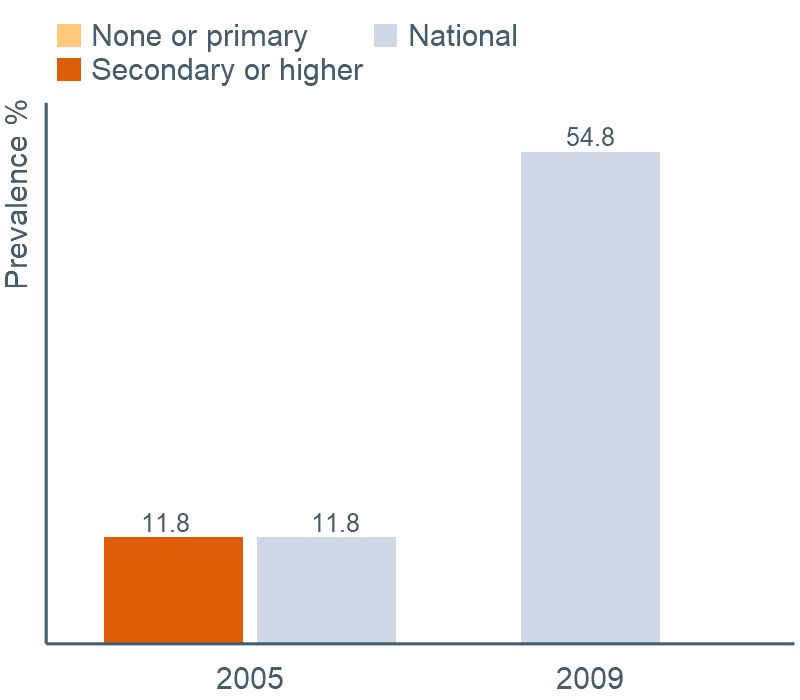 None or primary
National
Secondary or higher
Prevalence %
54.8
11.8
11.8
2005
2009